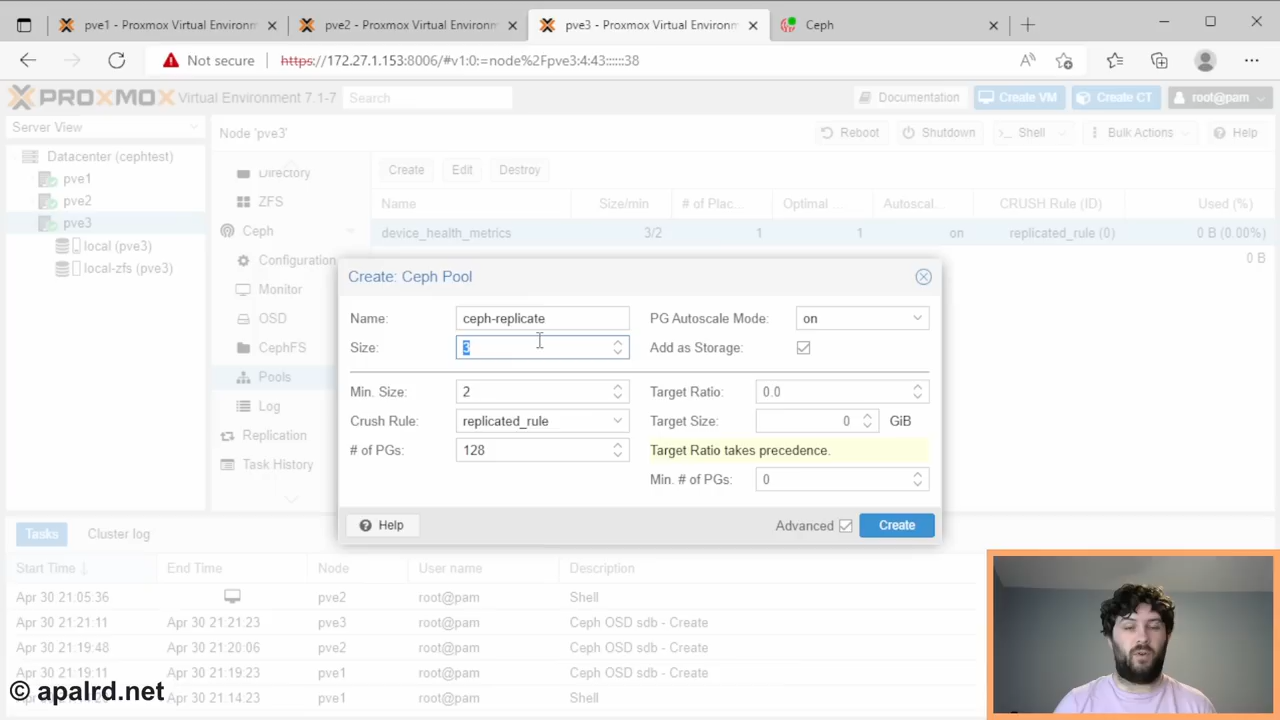 pve1 - Proxmox Virtual Environm
pve2 - Proxmox Virtual Environm
pve3 - Proxmox Virtual Environm
Ceph
Not secure
https://172.27.1.153:8006/#v1:0:=node%2Fpve3:4:43::::::38
PROXMOX Virtual Environment 7.1-7
Search
Documentation
Create VM
Create CT
root@pam
Server View
Node 'pve3'
Reboot
Shutdown
Shell
Bulk Actions
Help
Datacenter (cephtest)
pve1
pve2
pve3
local (pve3)
local-zfs (pve3)
Directory
ZFS
Ceph
Configuration
Monitor
OSD
CephFS
Pools
Log
Replication
Task History
Create
Edit
Destroy
Name
Size/min
# of Plac...
Optimal ...
Autoscal...
CRUSH Rule (ID)
Used (%)
device_health_metrics
3/2
1
1
on
replicated_rule (0)
0 B (0.00%)
0 B
Create: Ceph Pool
Name: ceph-replicate
PG Autoscale Mode: on
Size: 3
Add as Storage:
Min. Size: 2
Target Ratio: 0.0
Crush Rule: replicated_rule
Target Size: 0 GiB
# of PGs: 128
Target Ratio takes precedence.
Min. # of PGs: 0
Help
Advanced
Create
Tasks
Cluster log
Start Time
End Time
Node
User name
Description
Apr 30 21:05:36
pve2
root@pam
Shell
Apr 30 21:21:11
Apr 30 21:21:23
pve3
root@pam
Ceph OSD sdb - Create
Apr 30 21:19:48
Apr 30 21:20:06
pve2
root@pam
Ceph OSD sdb - Create
Apr 30 21:19:11
Apr 30 21:19:23
pve1
root@pam
Ceph OSD sdb - Create
Apr 30 21:14:23
pve1
root@pam
Shell
© apalrd.net